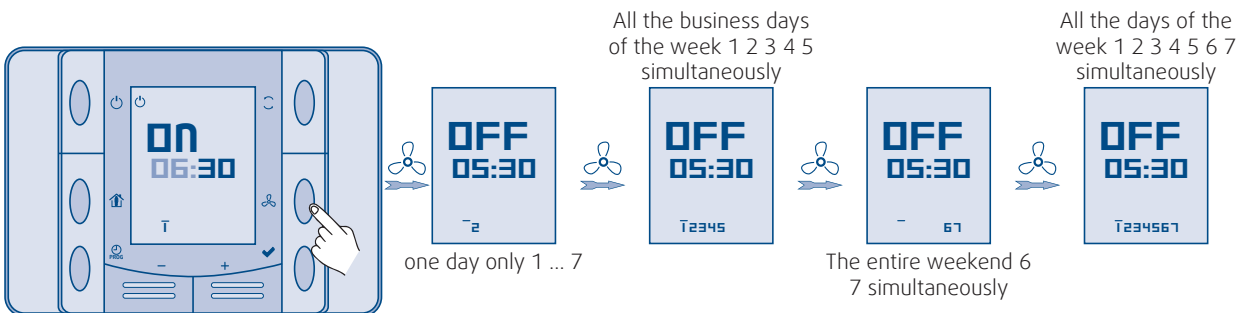 All the business days
of the week 1 2 3 4 5
simultaneously
All the days of the
week 1 2 3 4 5 6 7
simultaneously
ON
06:30
1
PROG
− +
OFF
05:30
2
OFF
05:30
12345
OFF
05:30
67
OFF
05:30
1234567
one day only 1 ... 7
The entire weekend 6
7 simultaneously